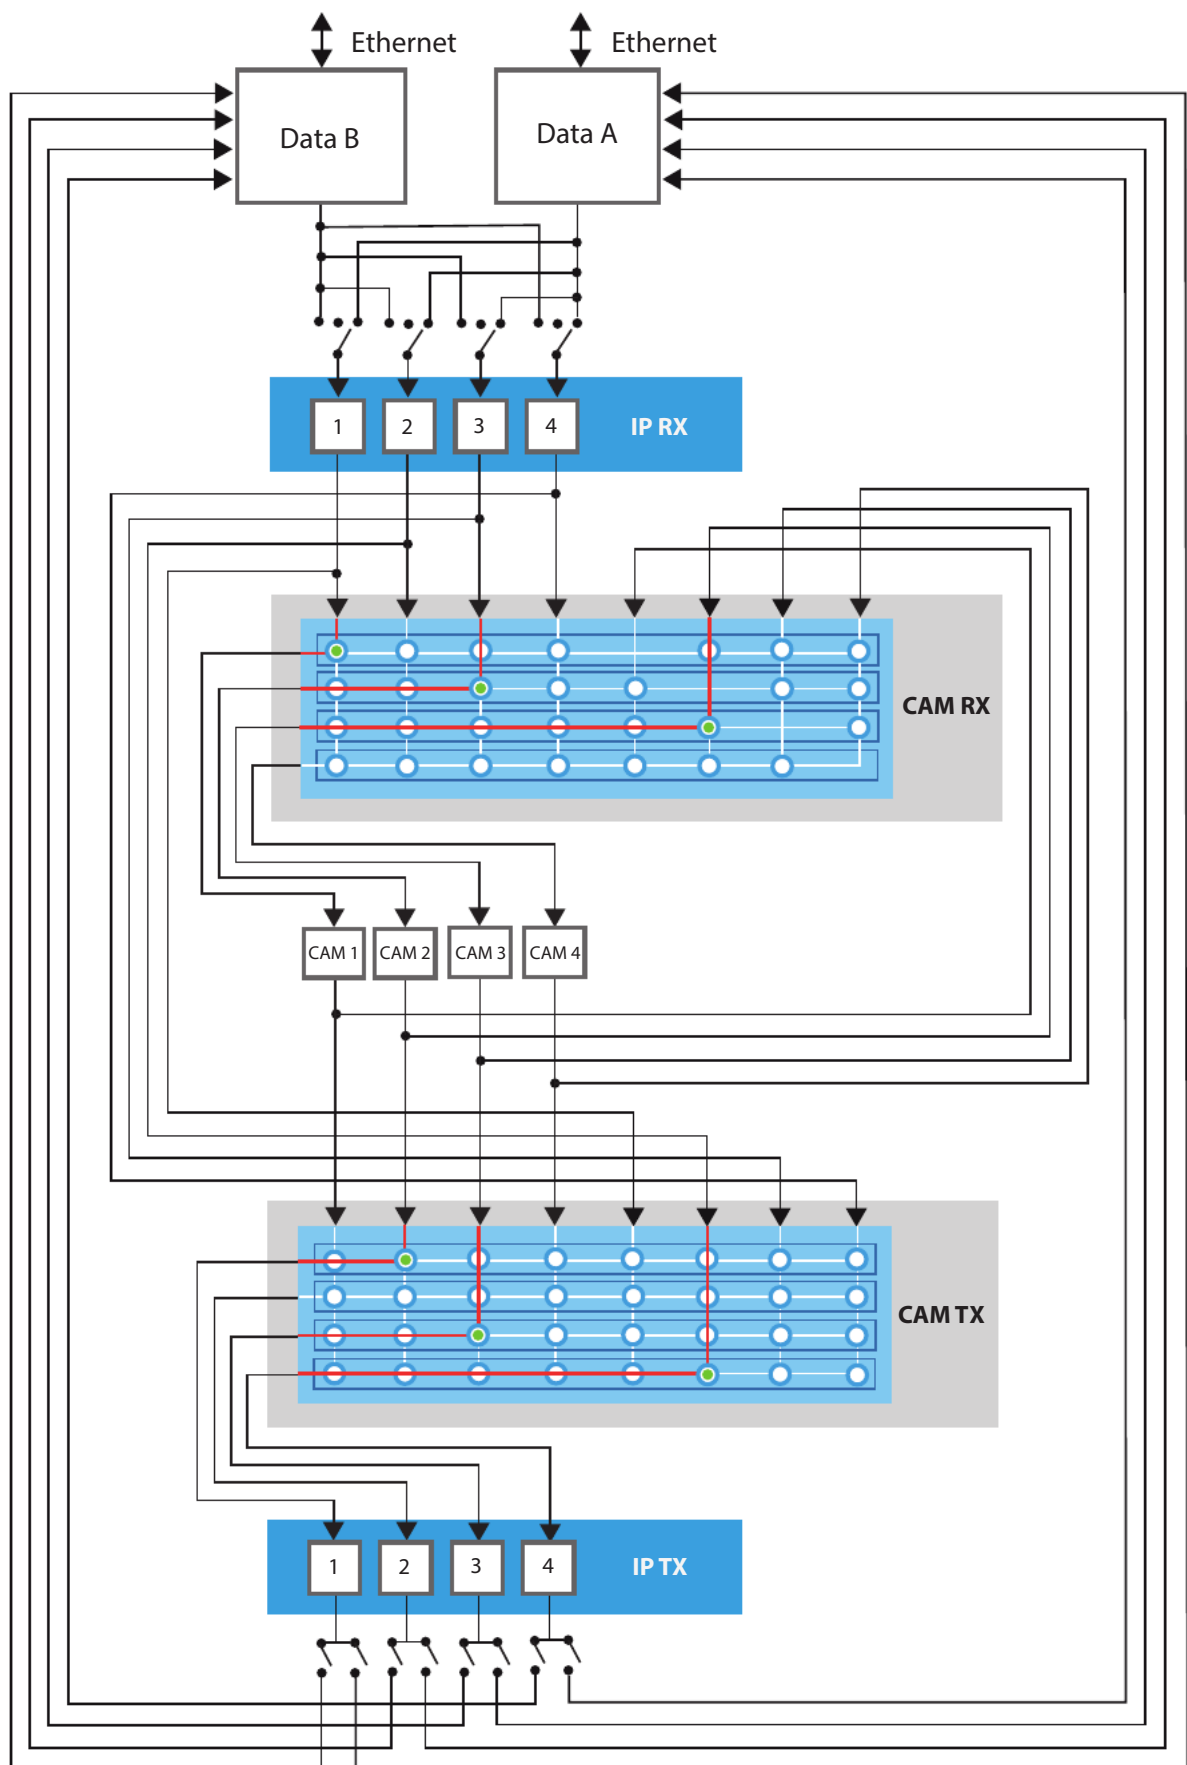 Ethernet
Ethernet
Data B
Data A
1
2
3
4
IP RX
CAM RX
CAM 1
CAM 2
CAM 3
CAM 4
CAM TX
1
2
3
4
IP TX